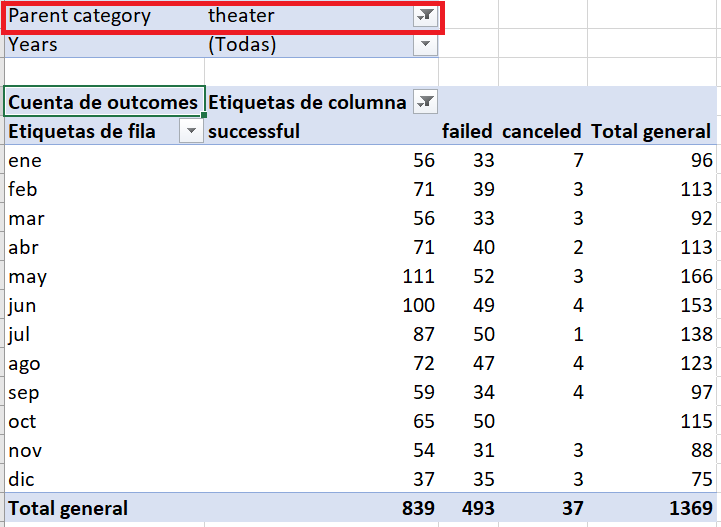 Parent category theater
Years (Todas)
Cuenta de outcomes Etiquetas de columna
Etiquetas de fila successful failed canceled Total general
ene 56 33 7 96
feb 71 39 3 113
mar 56 33 3 92
abr 71 40 2 113
may 111 52 3 166
jun 100 49 4 153
jul 87 50 1 138
ago 72 47 4 123
sep 59 34 4 97
oct 65 50 115
nov 54 31 3 88
dic 37 35 3 75
Total general 839 493 37 1369